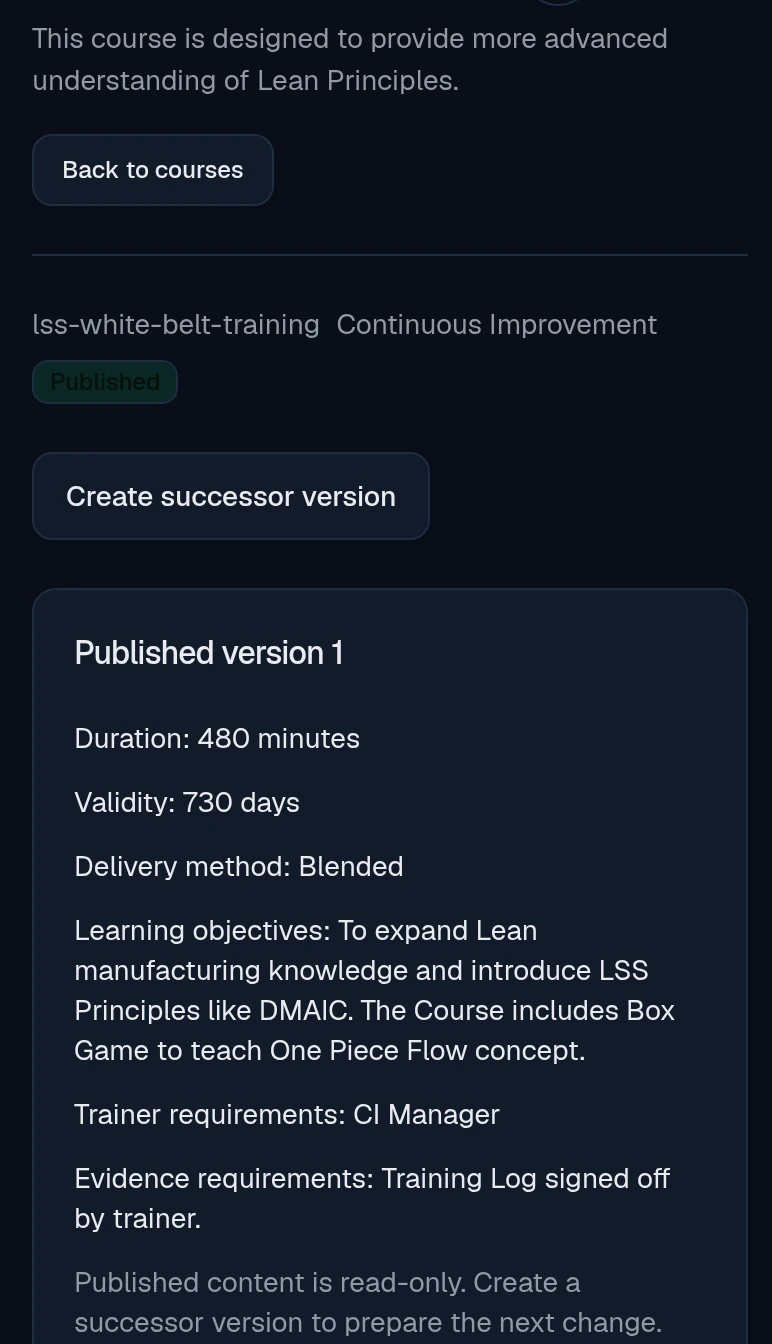 This course is designed to provide more advanced
understanding of Lean Principles.
Back to courses
lss-white-belt-training Continuous Improvement
Published
Create successor version
Published version 1
Duration: 480 minutes
Validity: 730 days
Delivery method: Blended
Learning objectives: To expand Lean
manufacturing knowledge and introduce LSS
Principles like DMAIC. The Course includes Box
Game to teach One Piece Flow concept.
Trainer requirements: CI Manager
Evidence requirements: Training Log signed off
by trainer.
Published content is read-only. Create a
successor version to prepare the next change.